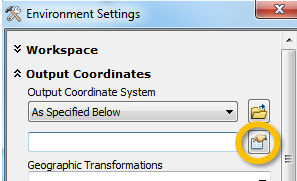 Environment Settings
Workspace
Output Coordinates
Output Coordinate System
As Specified Below
Geographic Transformations